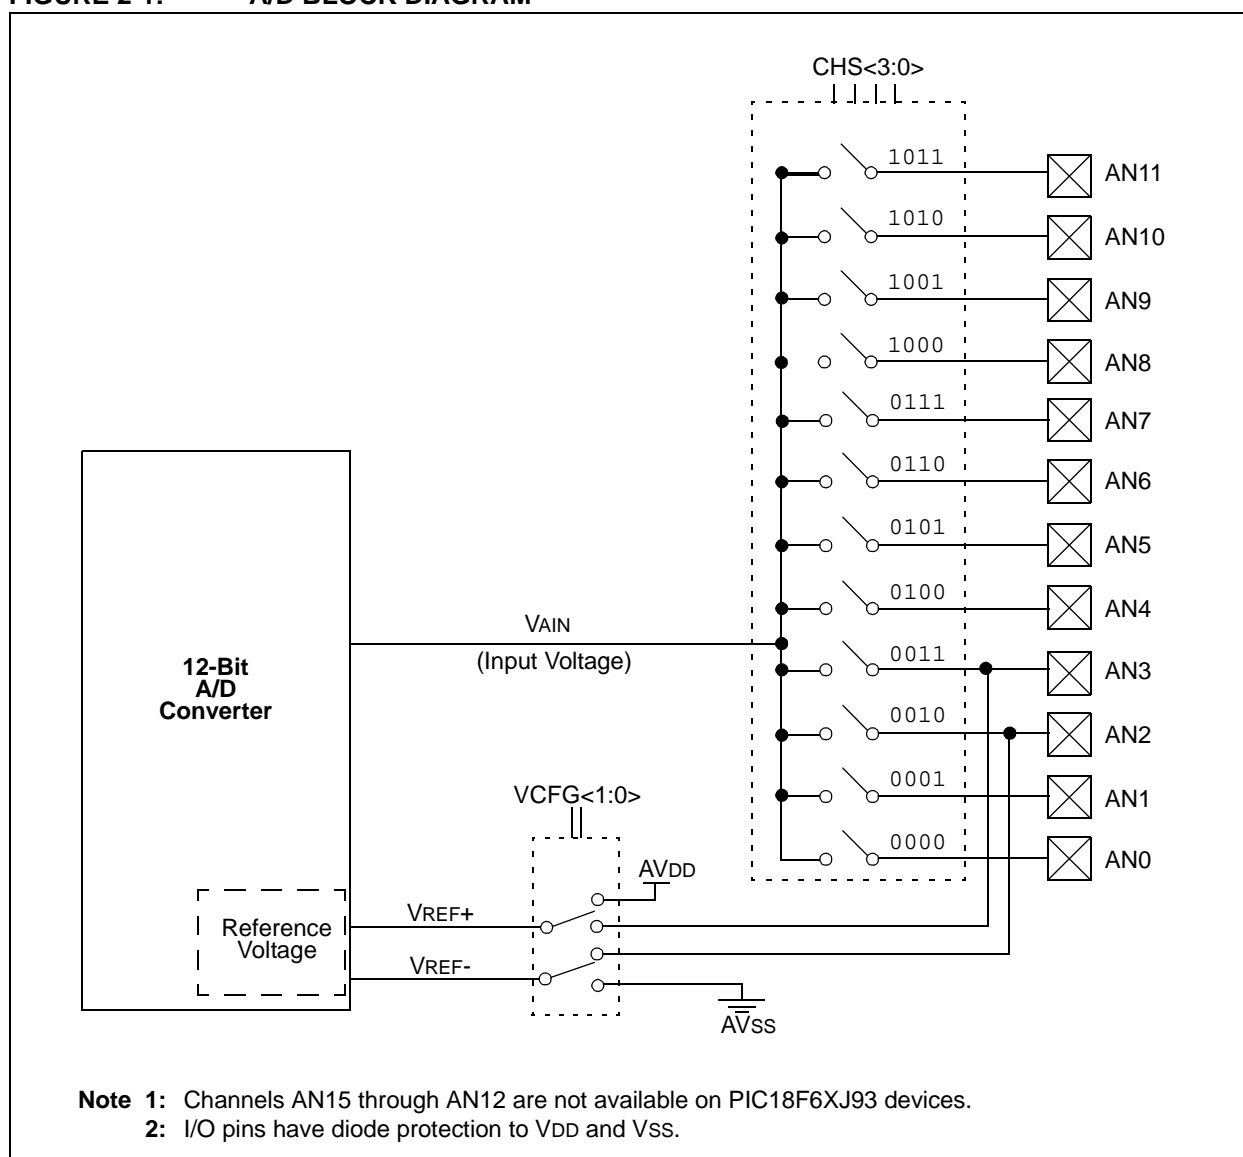 CHS<3:0>
1011 AN11
1010 AN10
1001 AN9
1000 AN8
0111 AN7
0110 AN6
0101 AN5
0100 AN4
VAIN
(Input Voltage)
0011 AN3
12-Bit
A/D
Converter
0010 AN2
0001 AN1
VCFG<1:0>
0000 AN0
AVDD
VREF+
Reference
Voltage
VREF-
AVSS
Note 1: Channels AN15 through AN12 are not available on PIC18F6XJ93 devices.
2: I/O pins have diode protection to VDD and VSS.